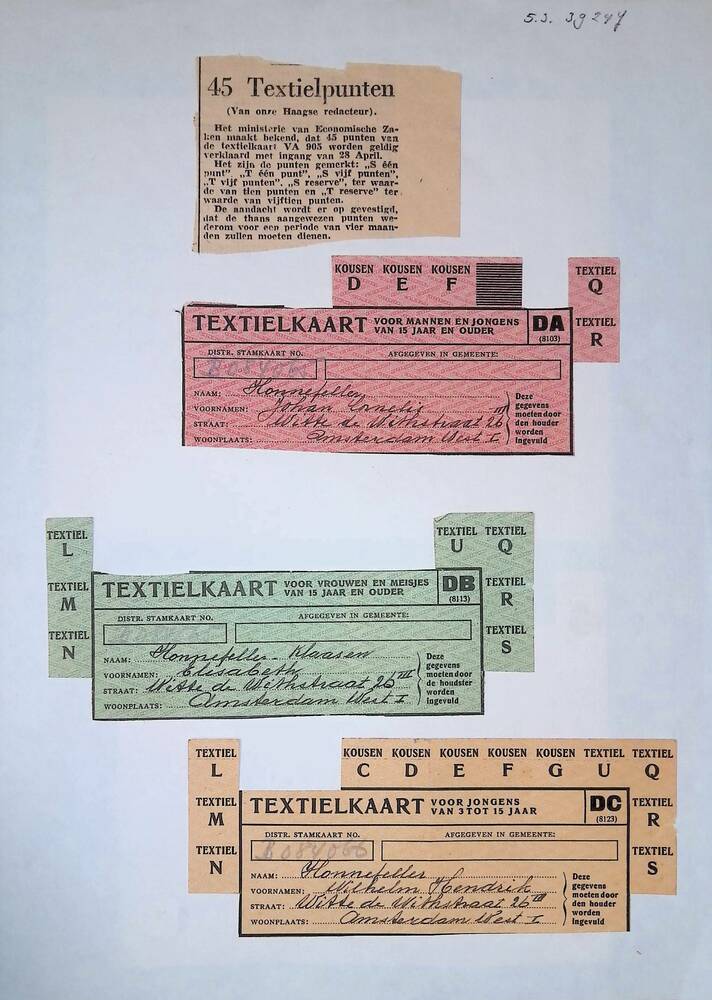 5.3. 39247
45 Textielpunten
(Van onze Haagse redacteur).
Het ministerie van Economische Za-
ken maakt bekend, dat 45 punten van
de textielkaart VA 905 worden geldig
verklaard met ingang van 28 April.
Het zijn de punten gemerkt: „S één
punt", „T één punt", „S vijf punten",
„T vijf punten", „S reserve", ter waar-
de van tien punten en „T reserve" ter
waarde van vijftien punten.
De aandacht wordt er op gevestigd,
dat de thans aangewezen punten we-
derom voor een periode van vier maan-
den zullen moeten dienen.
KOUSEN KOUSEN KOUSEN
D E F
TEXTIEL
Q
TEXTIEL
R
TEXTIELKAART VOOR MANNEN EN JONGENS
VAN 15 JAAR EN OUDER
DA
(8103)
DISTR. STAMKAART NO.
AFGEGEVEN IN GEMEENTE:
NAAM: Honnefeller
VOORNAMEN: Johan Cornelis
STRAAT: Witte de Withstraat 26 III
WOONPLAATS: Amsterdam West I
Deze
gegevens
moeten door
den houder
worden
ingevuld
TEXTIEL
L
TEXTIEL
M
TEXTIEL
N
TEXTIEL TEXTIEL
U Q
TEXTIEL
R
TEXTIEL
S
TEXTIELKAART VOOR VROUWEN EN MEISJES
VAN 15 JAAR EN OUDER
DB
(8113)
DISTR. STAMKAART NO.
AFGEGEVEN IN GEMEENTE:
NAAM: Honnefeller - Klaasen
VOORNAMEN: Elisabeth
STRAAT: Witte de Withstraat 26 III
WOONPLAATS: Amsterdam West I
Deze
gegevens
moeten door
de houdster
worden
ingevuld
TEXTIEL
L
TEXTIEL
M
TEXTIEL
N
KOUSEN KOUSEN KOUSEN KOUSEN KOUSEN TEXTIEL TEXTIEL
C D E F G U Q
TEXTIEL
R
TEXTIEL
S
TEXTIELKAART VOOR JONGENS
VAN 3 TOT 15 JAAR
DC
(8123)
DISTR. STAMKAART NO.
AFGEGEVEN IN GEMEENTE:
B 084066
NAAM: Honnefeller
VOORNAMEN: Wilhelm Hendrik
STRAAT: Witte de Withstraat 26 III
WOONPLAATS: Amsterdam West I
Deze
gegevens
moeten door
den houder
worden
ingevuld